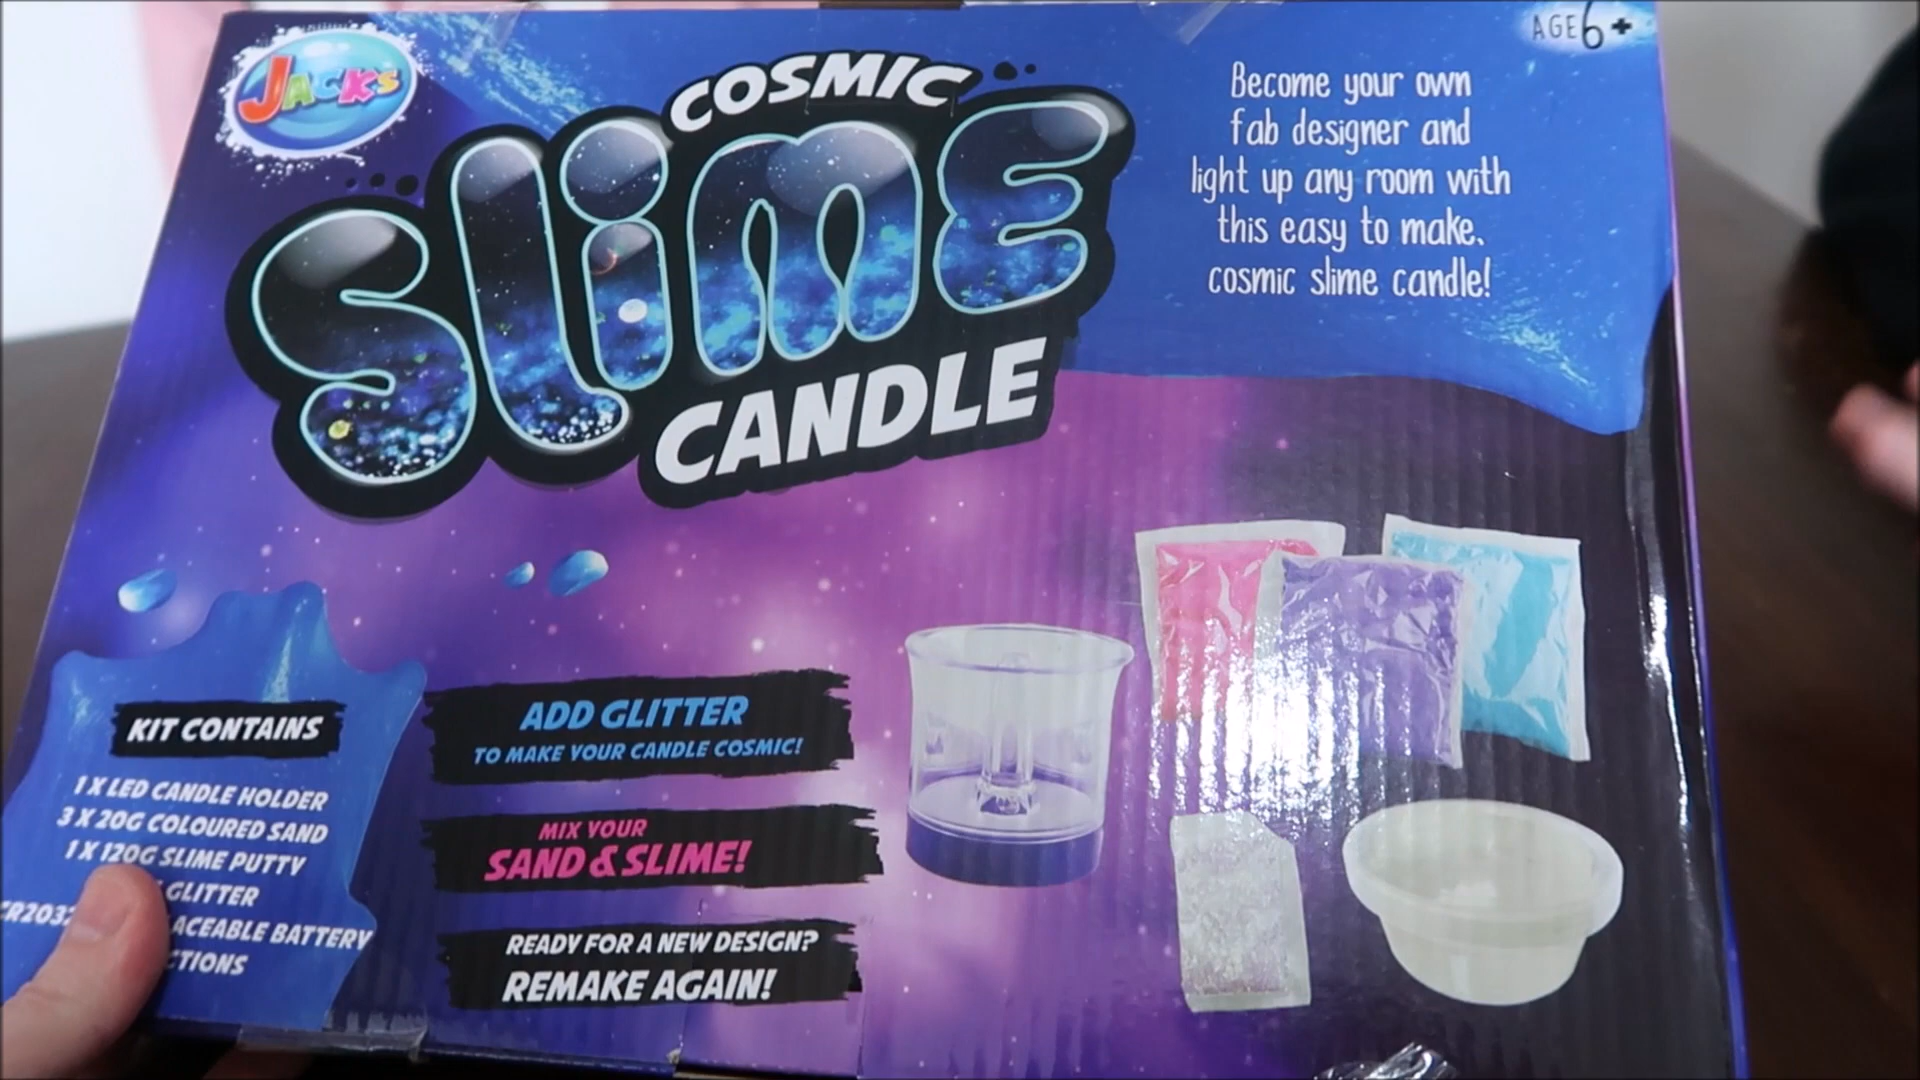 JACKS
COSMIC
SLIME
CANDLE
AGE 6+
Become your own
fab designer and
light up any room with
this easy to make,
cosmic slime candle!
KIT CONTAINS
1 X LED CANDLE HOLDER
3 X 20G COLOURED SAND
1 X 120G SLIME PUTTY
GLITTER
BATTERY
ADD GLITTER
TO MAKE YOUR CANDLE COSMIC!
MIX YOUR
SAND & SLIME!
READY FOR A NEW DESIGN?
REMAKE AGAIN!